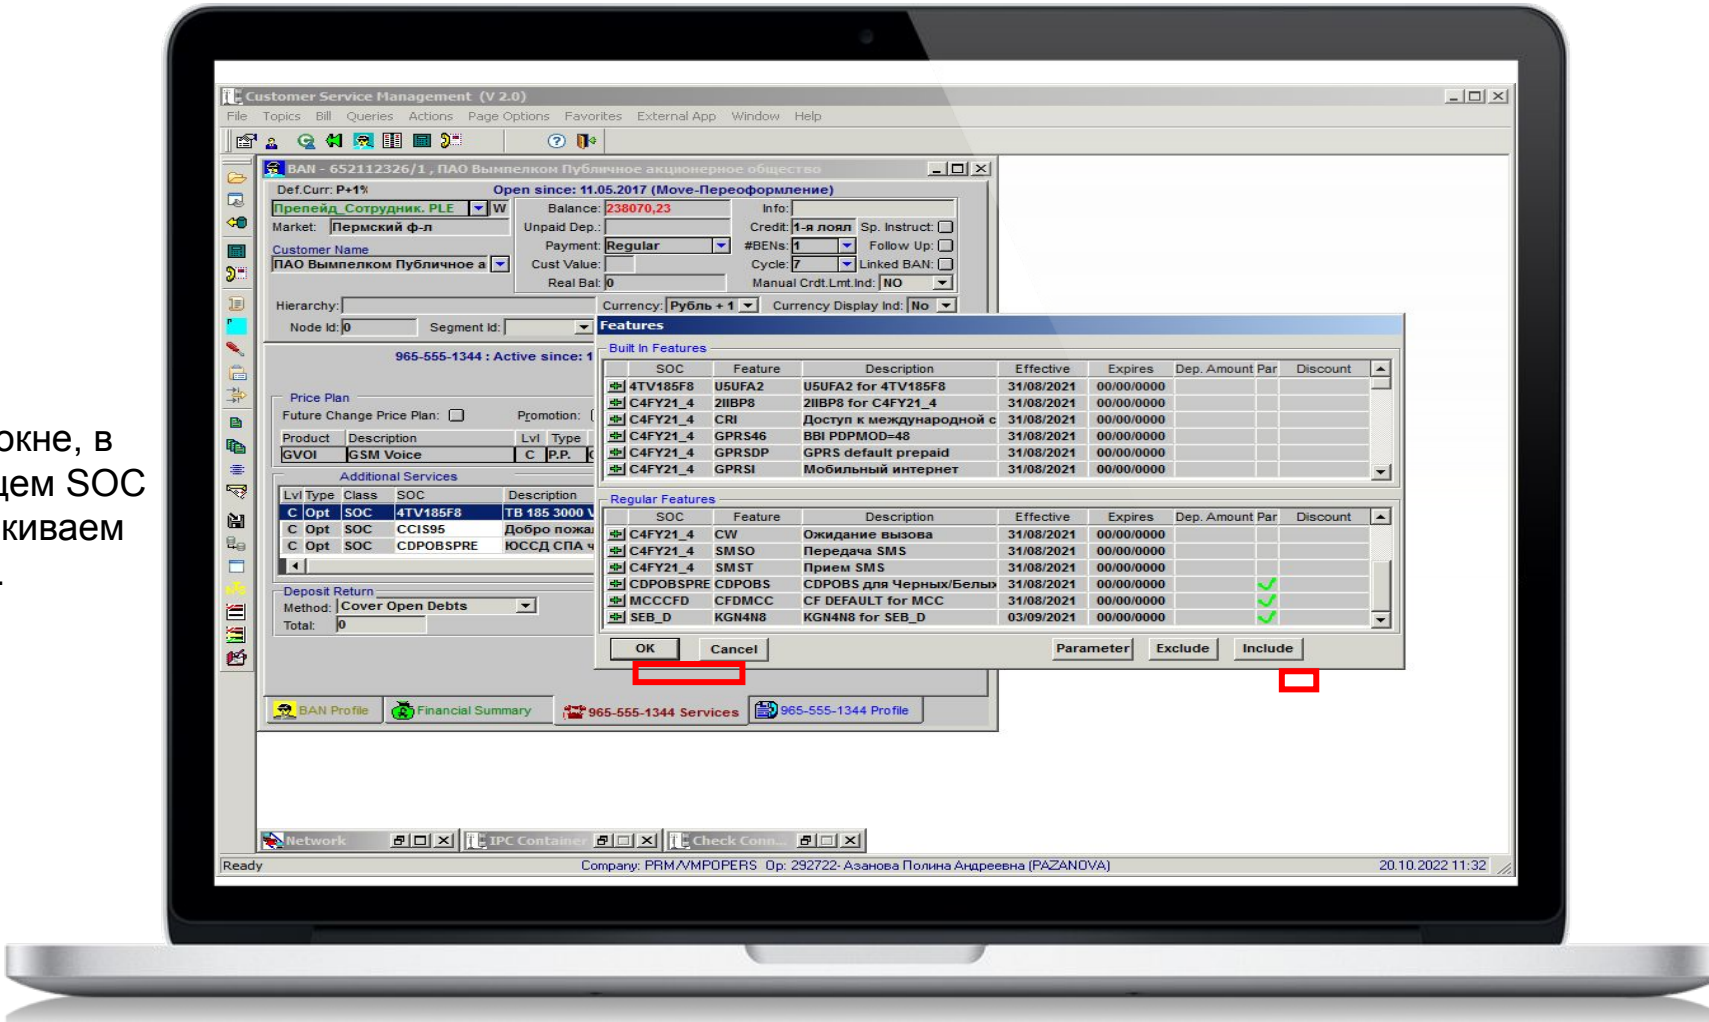 окне, в
щем SOC
киваем
.
Customer Service Management (V 2.0)
File Topics Bill Queries Actions Page Options Favorites External App Window Help
BAN - 652112326/1 , ПАО Вымпелком Публичное акционерное общество
Def.Curr: P+1% Open since: 11.05.2017 (Move-Переоформление)
Препейд_Сотрудник. PLE W Balance: 238070,23 Info:
Market: Пермский ф-л Unpaid Dep.: Credit: 1-я лоял Sp. Instruct:
Payment: Regular #BENs: 1 Follow Up:
Customer Name
ПАО Вымпелком Публичное а Cust Value: Cycle: 7 Linked BAN:
Real Bal: 0 Manual Crdt.Lmt.Ind: NO
Hierarchy: Currency: Рубль + 1 Currency Display Ind: No
Node Id: 0 Segment Id:
965-555-1344 : Active since: 1
Price Plan
Future Change Price Plan: Promotion:
Product Description Lvl Type
GVOI GSM Voice C P.P.
Additional Services
Lvl Type Class SOC Description
C Opt SOC 4TV185F8 ТВ 185 3000
C Opt SOC CCIS95 Добро пожа
C Opt SOC CDPOBSPRE ЮССД СПА ч
Deposit Return
Method: Cover Open Debts
Total: 0
Features
Built In Features
SOC Feature Description Effective Expires Dep. Amount Par Discount
4TV185F8 U5UFA2 U5UFA2 for 4TV185F8 31/08/2021 00/00/0000
C4FY21_4 2IIBP8 2IIBP8 for C4FY21_4 31/08/2021 00/00/0000
C4FY21_4 CRI Доступ к международной с 31/08/2021 00/00/0000
C4FY21_4 GPRS46 BBI PDPMOD=48 31/08/2021 00/00/0000
C4FY21_4 GPRSDP GPRS default prepaid 31/08/2021 00/00/0000
C4FY21_4 GPRSI Мобильный интернет 31/08/2021 00/00/0000
Regular Features
SOC Feature Description Effective Expires Dep. Amount Par Discount
C4FY21_4 CW Ожидание вызова 31/08/2021 00/00/0000
C4FY21_4 SMSO Передача SMS 31/08/2021 00/00/0000
C4FY21_4 SMST Прием SMS 31/08/2021 00/00/0000
CDPOBSPRE CDPOBS CDPOBS для Черных/Белых 31/08/2021 00/00/0000
MCCCFD CFDMCC CF DEFAULT for MCC 31/08/2021 00/00/0000
SEB_D KGN4N8 KGN4N8 for SEB_D 03/09/2021 00/00/0000
OK Cancel Parameter Exclude Include
BAN Profile Financial Summary 965-555-1344 Services 965-555-1344 Profile
Network IPC Container Check Conn...
Ready Company: PRM/VMPOPERS Op: 292722- Азанова Полина Андреевна (PAZANOVA) 20.10.2022 11:32